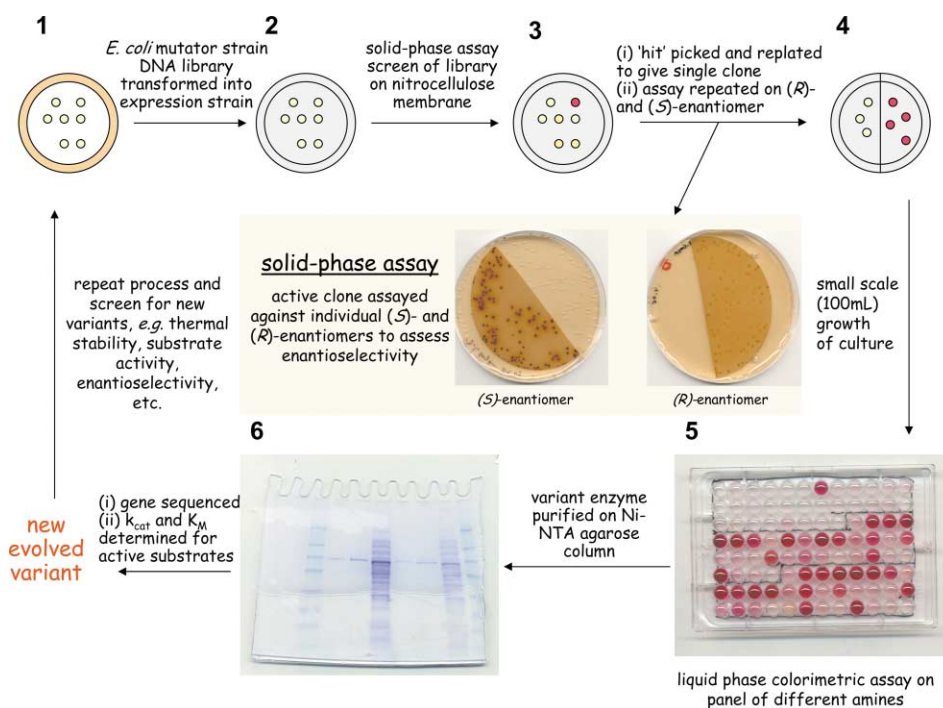 1
2
3
4
E. coli mutator strain
DNA library
transformed into
expression strain
solid-phase assay
screen of library
on nitrocellulose
membrane
(i) 'hit' picked and replated
to give single clone
(ii) assay repeated on (R)-
and (S)-enantiomer
repeat process and
screen for new
variants, e.g. thermal
stability, substrate
activity,
enantioselectivity,
etc.
solid-phase assay
active clone assayed
against individual (S)- and
(R)-enantiomers to assess
enantioselectivity
(S)-enantiomer
(R)-enantiomer
small scale
(100mL)
growth
of culture
6
5
new
evolved
variant
(i) gene sequenced
(ii) kcat and KM
determined for
active substrates
variant enzyme
purified on Ni-
NTA agarose
column
liquid phase colorimetric assay on
panel of different amines